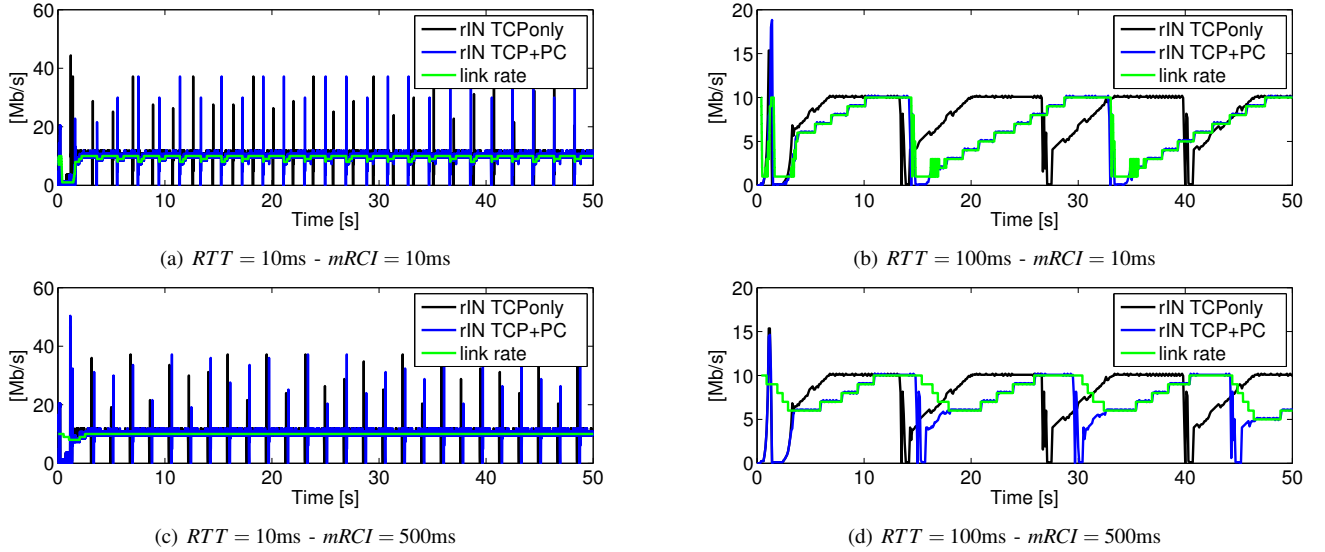 60
40
20
0
[Mb/s]
rIN TCPonly
rIN TCP+PC
link rate
0 10 20 30 40 50
Time [s]
(a) RTT = 10ms - mRCI = 10ms
20
15
10
5
0
[Mb/s]
rIN TCPonly
rIN TCP+PC
link rate
0 10 20 30 40 50
Time [s]
(b) RTT = 100ms - mRCI = 10ms
60
40
20
0
[Mb/s]
rIN TCPonly
rIN TCP+PC
link rate
0 10 20 30 40 50
Time [s]
(c) RTT = 10ms - mRCI = 500ms
20
15
10
5
0
[Mb/s]
rIN TCPonly
rIN TCP+PC
link rate
0 10 20 30 40 50
Time [s]
(d) RTT = 100ms - mRCI = 500ms